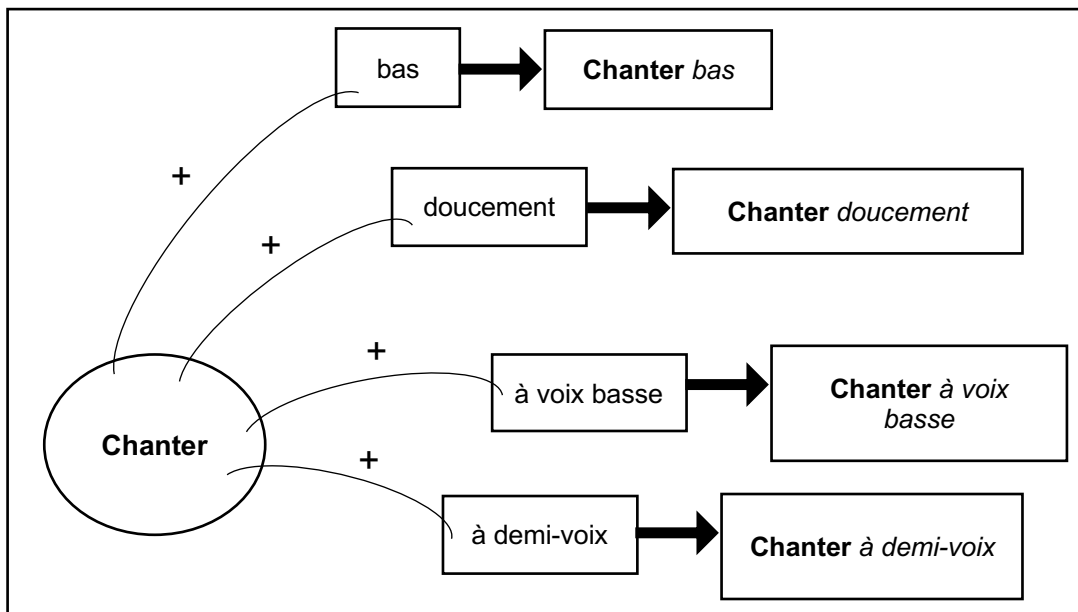 bas
Chanter bas
+
doucement
Chanter doucement
+
+
à voix basse
Chanter à voix
basse
Chanter
+
à demi-voix
Chanter à demi-voix